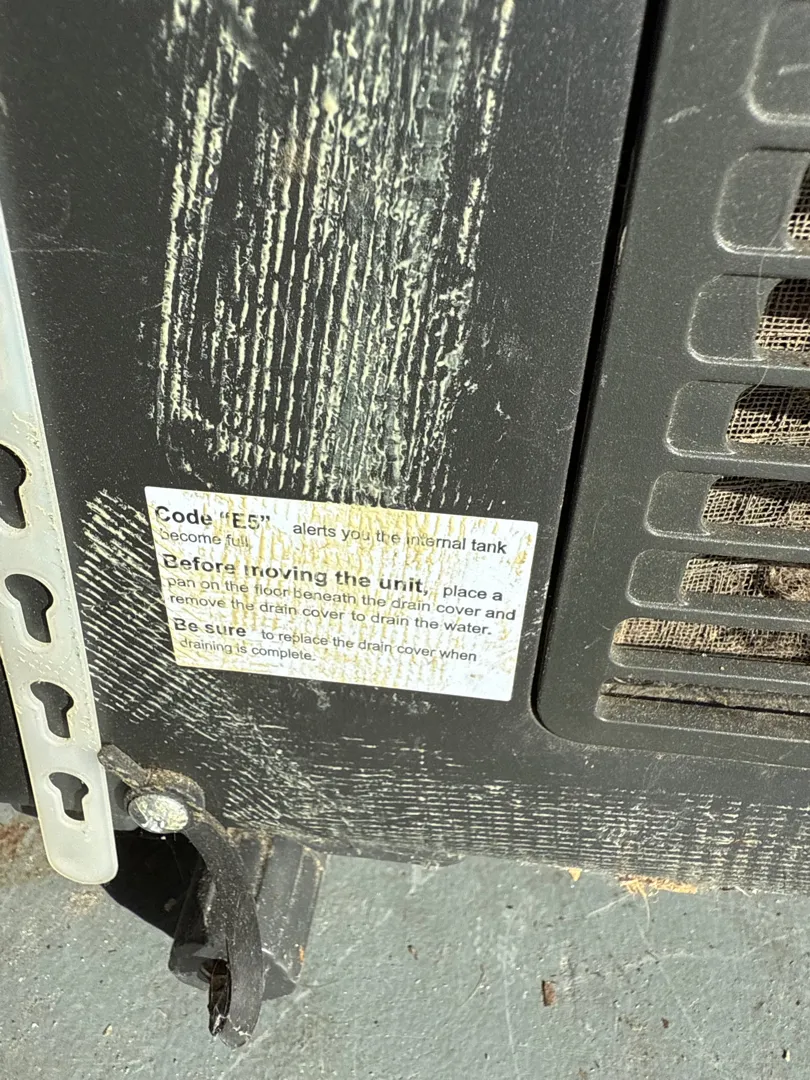 Code "E5" alerts you the internal tank
become full.
Before moving the unit, place a
pan on the floor beneath the drain cover and
remove the drain cover to drain the water.
Be sure to replace the drain cover when
draining is complete.